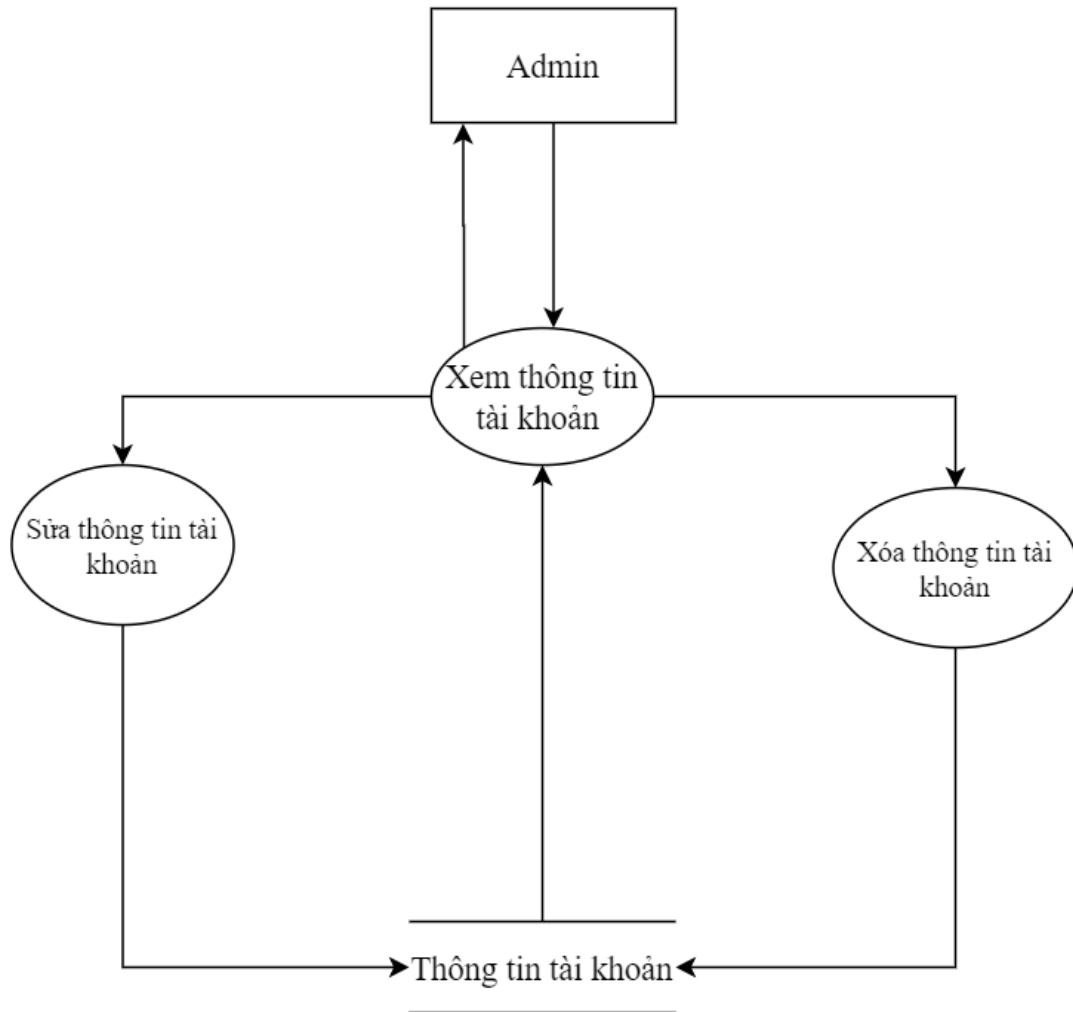 Admin
Xem thông tin
tài khoản
Sửa thông tin tài
khoản
Xóa thông tin tài
khoản
Thông tin tài khoản